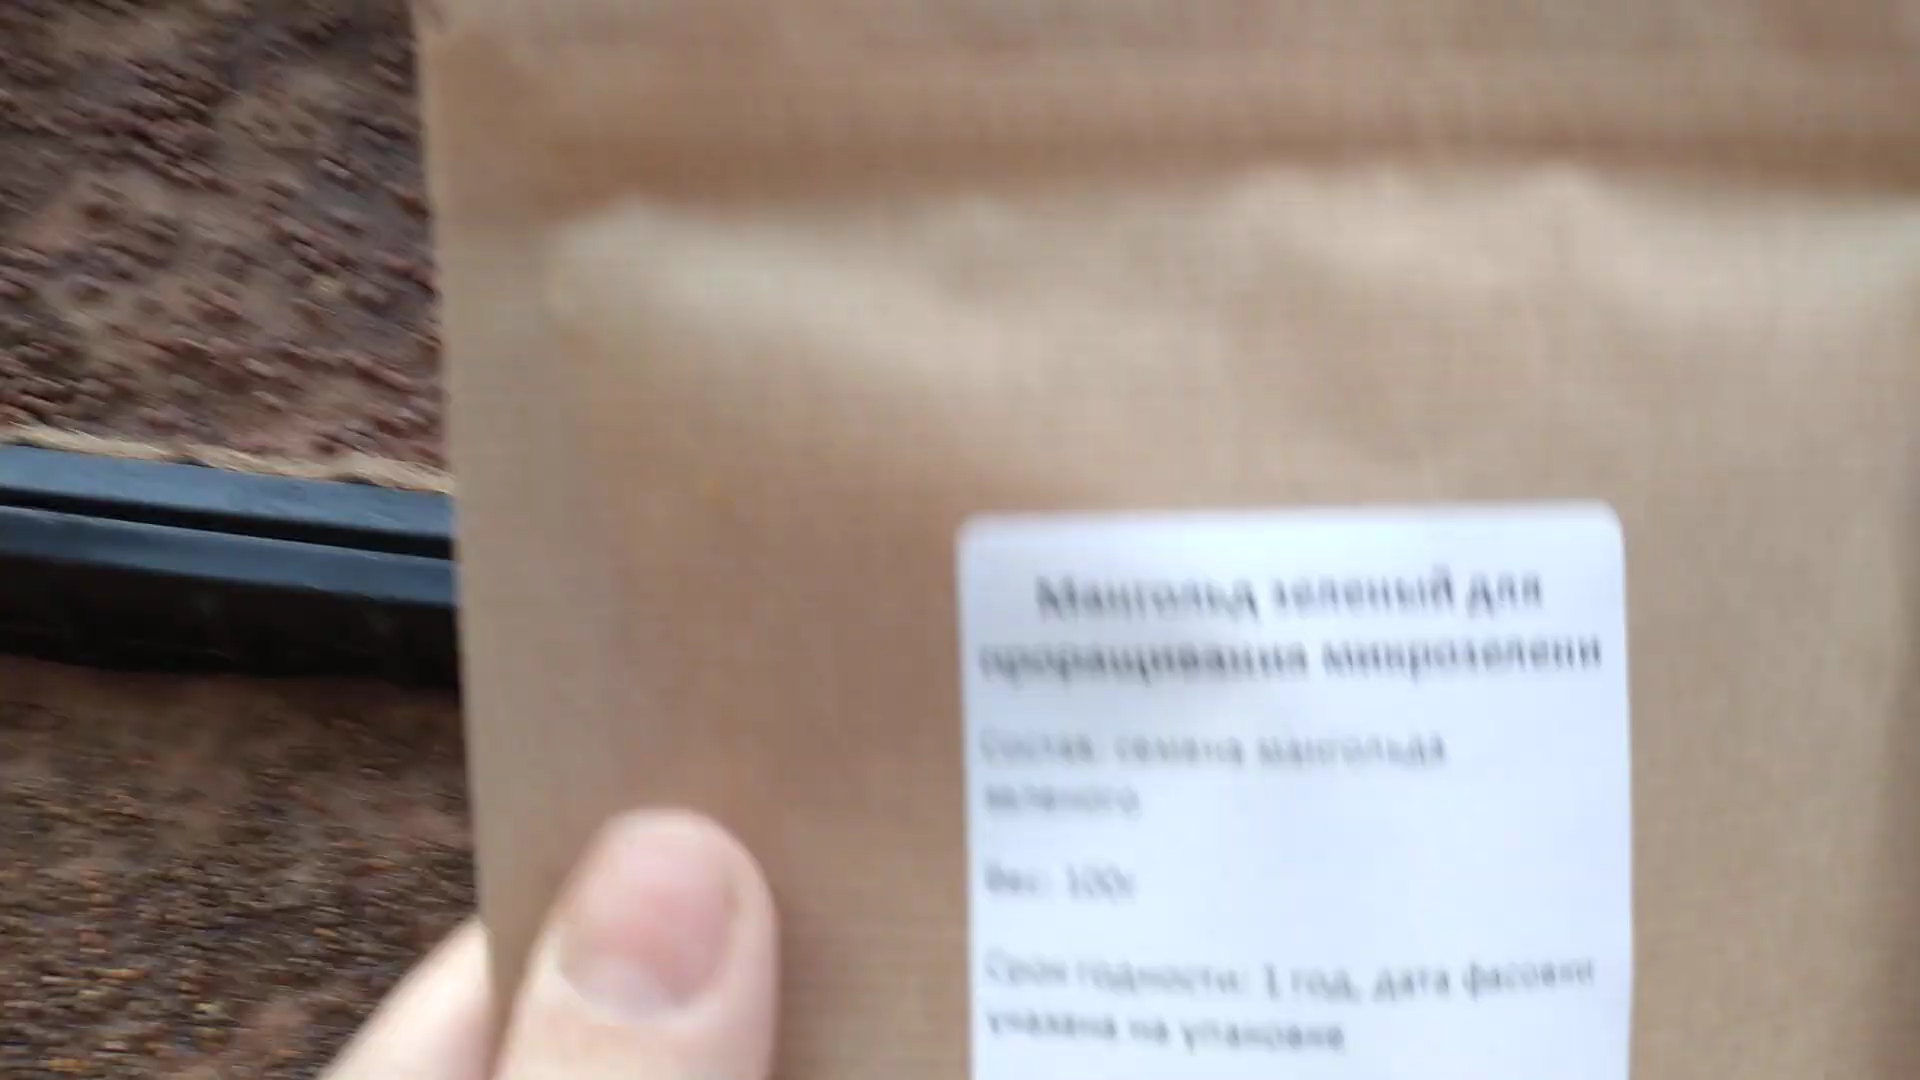 Мангольд зеленый для
проращивания микрозелени
Состав: семена мангольда
зеленого
Вес: 100г
Срок годности: 1 год, дата фасовки
указана на упаковке